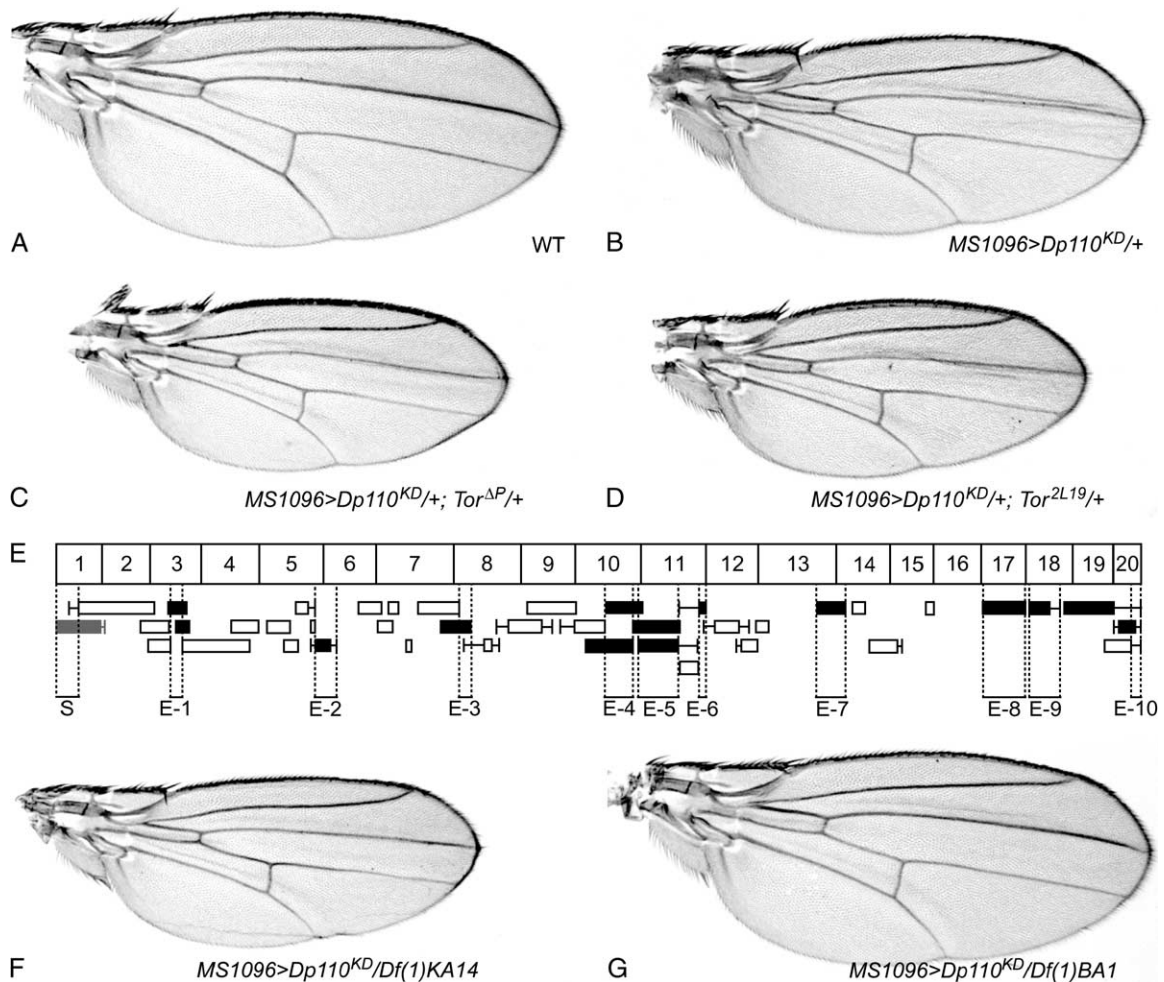 A
WT
B
MS1096>Dp110^KD/+
C
MS1096>Dp110^KD/+; Tor^ΔP/+
D
MS1096>Dp110^KD/+; Tor^2L19/+
E
1 2 3 4 5 6 7 8 9 10 11 12 13 14 15 16 17 18 19 20
S E-1 E-2 E-3 E-4 E-5 E-6 E-7 E-8 E-9 E-10
F
MS1096>Dp110^KD/Df(1)KA14
G
MS1096>Dp110^KD/Df(1)BA1